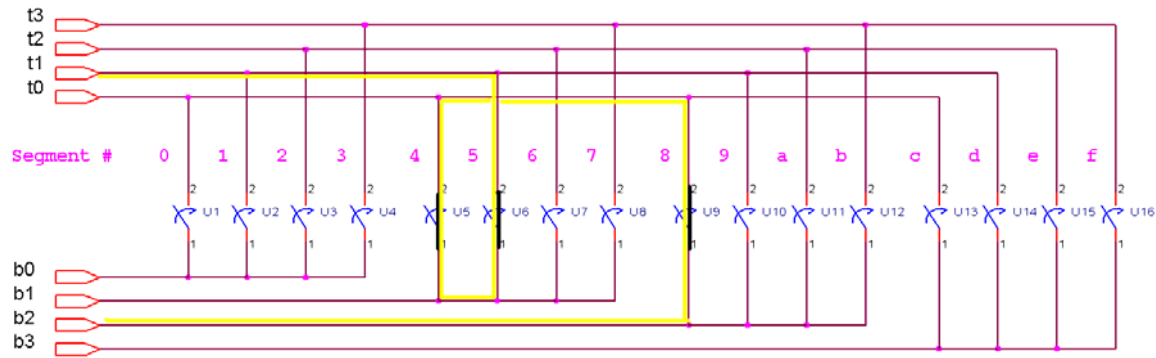 t3
t2
t1
t0
Segment # 0 1 2 3 4 5 6 7 8 9 a b c d e f
2 2 2 2 2 2 2 2 2 2 2 2 2 2 2 2
U1 U2 U3 U4 U5 U6 U7 U8 U9 U10 U11 U12 U13 U14 U15 U16
1 1 1 1 1 1 1 1 1 1 1 1 1 1 1 1
b0
b1
b2
b3